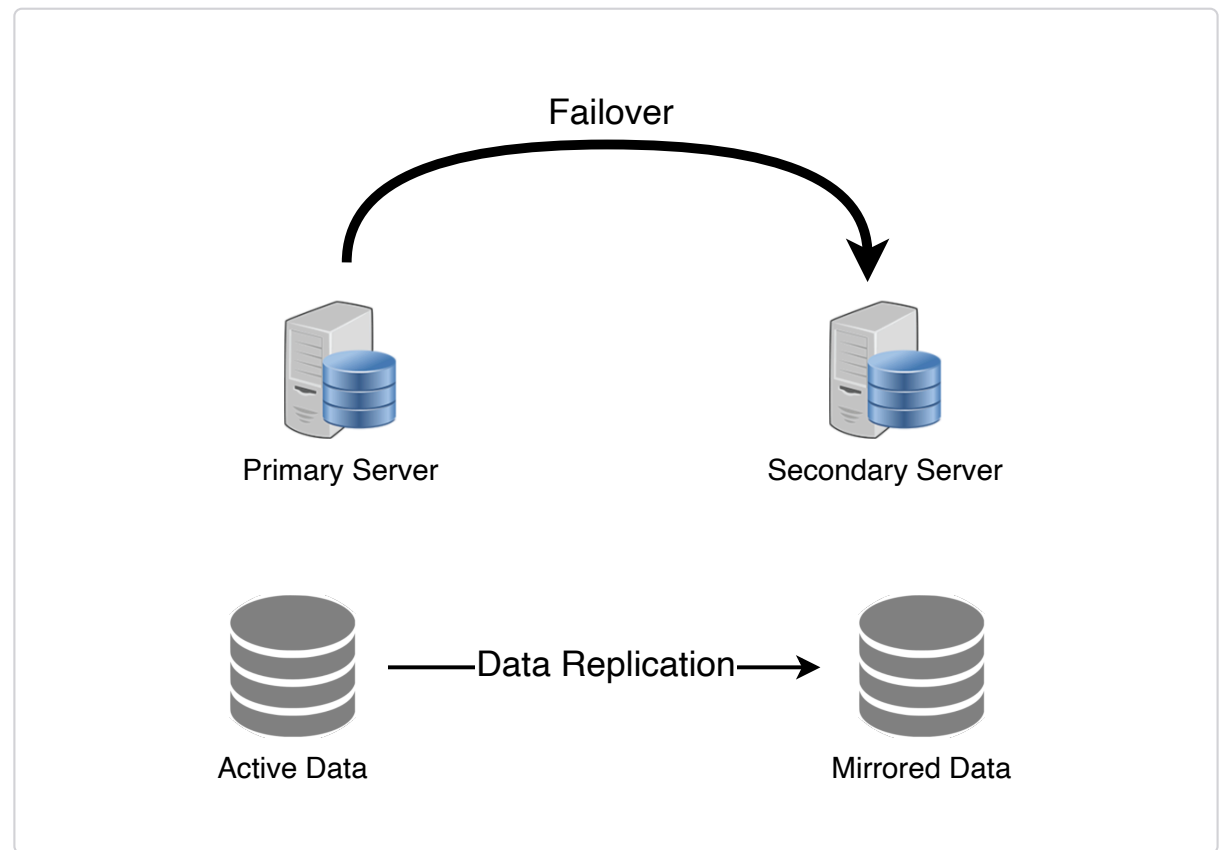 Failover
Primary Server
Secondary Server
Data Replication
Active Data
Mirrored Data